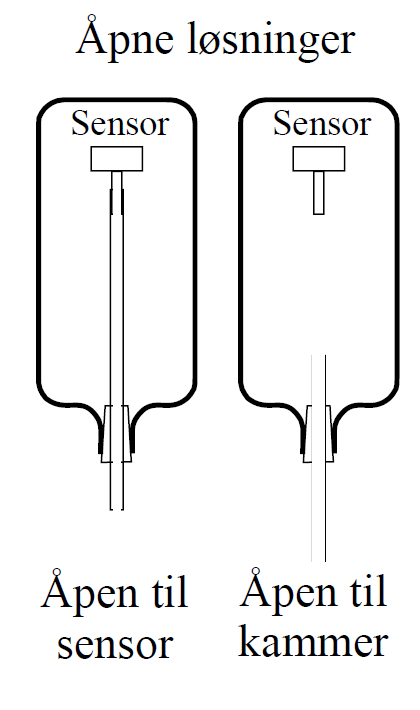 Åpne løsninger
Sensor
Sensor
Åpen til
sensor
Åpen til
kammer